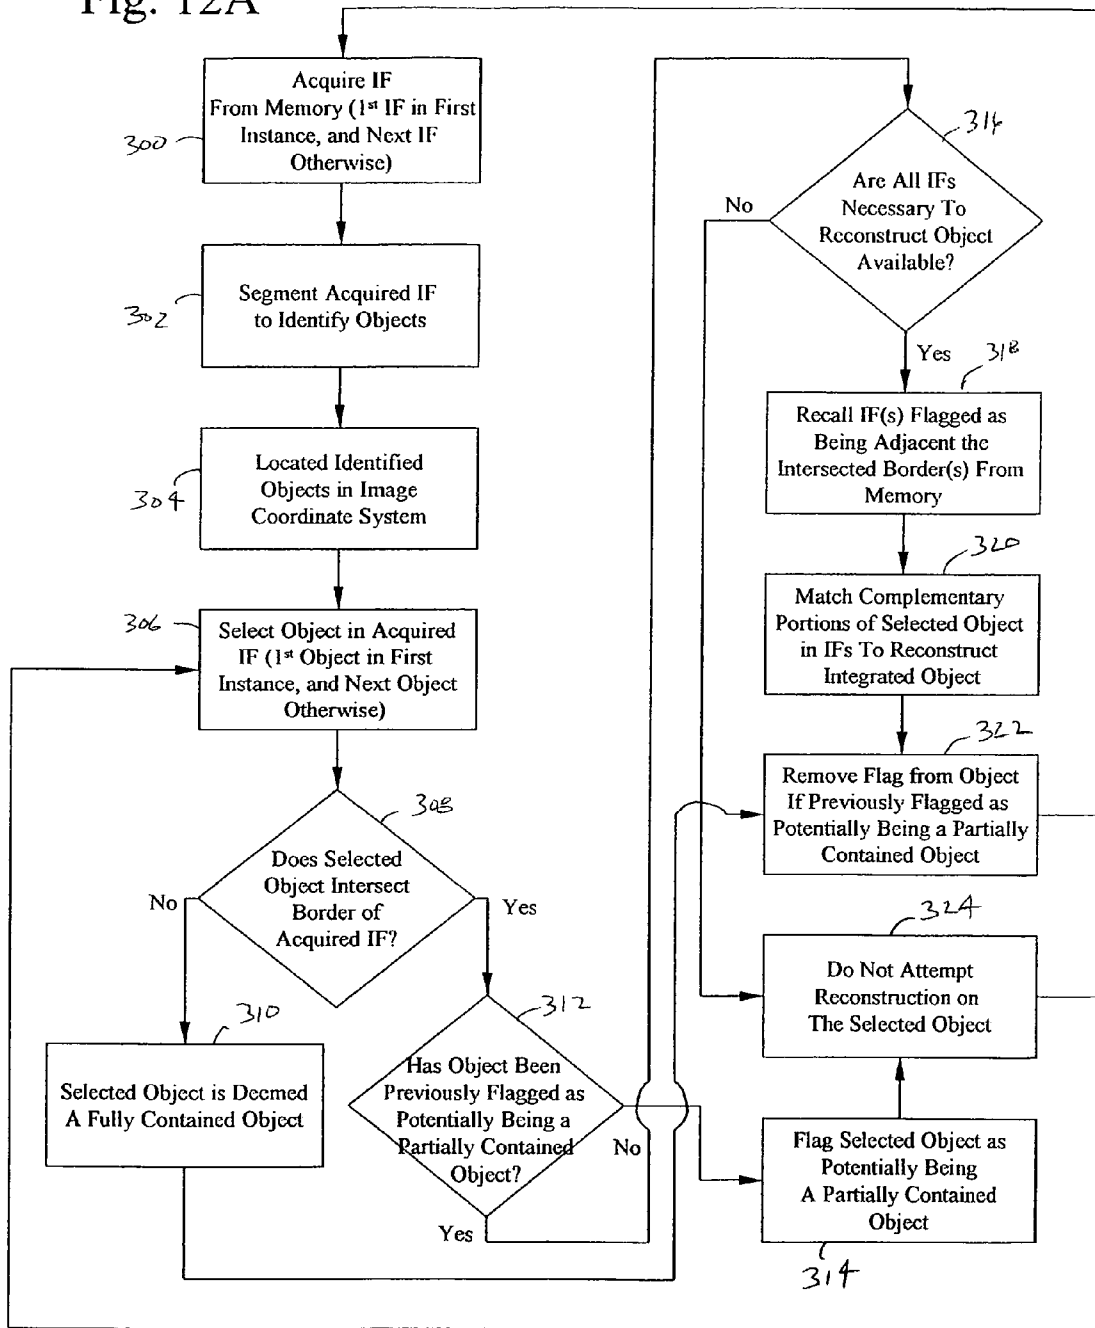 Fig. 12A
Acquire IF
From Memory (1st IF in First
Instance, and Next IF
Otherwise)
300
Segment Acquired IF
to Identify Objects
302
Located Identified
Objects in Image
Coordinate System
304
306
Select Object in Acquired
IF (1st Object in First
Instance, and Next Object
Otherwise)
308
Does Selected
Object Intersect
Border of
Acquired IF?
No
Yes
310
Selected Object is Deemed
A Fully Contained Object
312
Has Object Been
Previously Flagged as
Potentially Being a
Partially Contained
Object?
No
Yes
316
Are All IFs
Necessary To
Reconstruct Object
Available?
No
Yes
318
Recall IF(s) Flagged as
Being Adjacent the
Intersected Border(s) From
Memory
320
Match Complementary
Portions of Selected Object
in IFs To Reconstruct
Integrated Object
322
Remove Flag from Object
If Previously Flagged as
Potentially Being a Partially
Contained Object
324
Do Not Attempt
Reconstruction on
The Selected Object
Flag Selected Object as
Potentially Being
A Partially Contained
Object
314